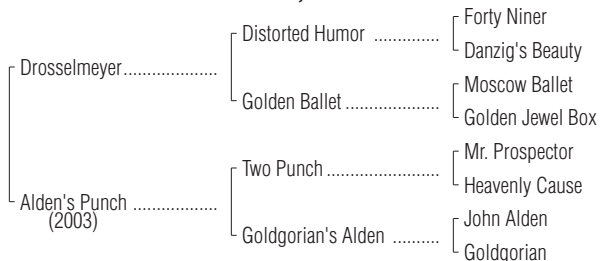 Forty Niner
Distorted Humor ..............
Danzig's Beauty
Drosselmeyer....................
Moscow Ballet
Golden Ballet ....................
Golden Jewel Box
Mr. Prospector
Two Punch ........................
Heavenly Cause
Alden's Punch ..................
(2003)
John Alden
Goldgorian's Alden ..........
Goldgorian